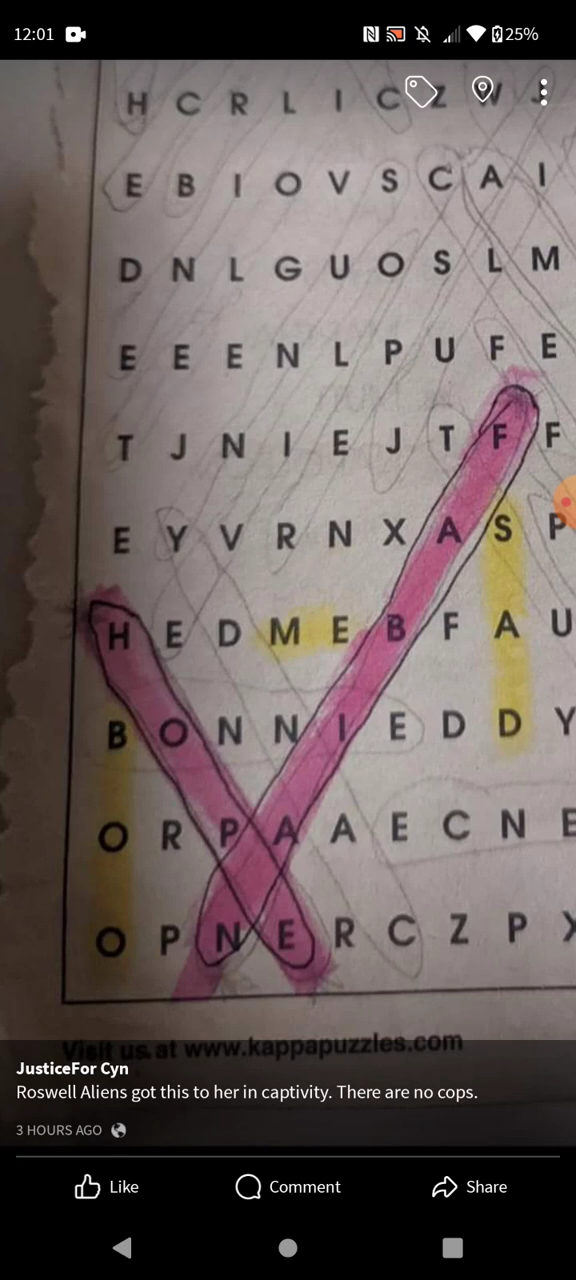 12:01 25%
H C R L I C Z W J
E B I O V S C A I
D N L G U O S L M
E E E N L P U F E
T J N I E J T F F
E Y V R N X A S P
H E D M E B F A U
B O N N I E D D Y
O R P A A E C N E
O P N E R C Z P X
Visit us at www.kappapuzzles.com
JusticeFor Cyn
Roswell Aliens got this to her in captivity. There are no cops.
3 HOURS AGO
Like Comment Share